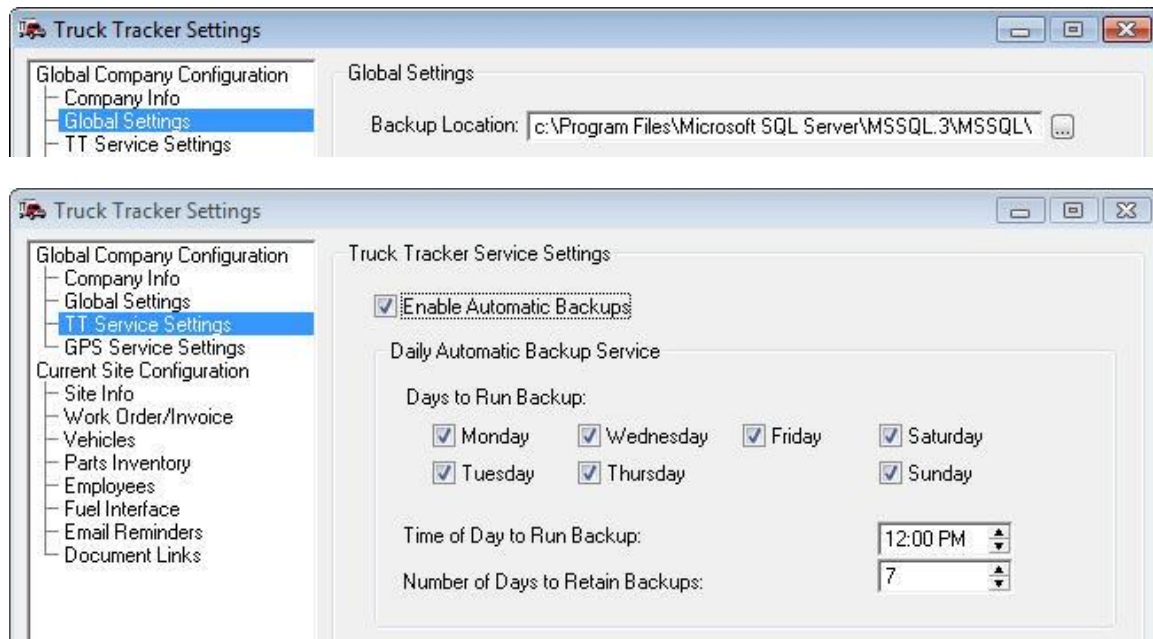 Truck Tracker Settings
Global Company Configuration
Company Info
Global Settings
TT Service Settings
Global Settings
Backup Location: c:\Program Files\Microsoft SQL Server\MSSQL.3\MSSQL\ ...
Truck Tracker Settings
Global Company Configuration
Company Info
Global Settings
TT Service Settings
GPS Service Settings
Current Site Configuration
Site Info
Work Order/Invoice
Vehicles
Parts Inventory
Employees
Fuel Interface
Email Reminders
Document Links
Truck Tracker Service Settings
Enable Automatic Backups
Daily Automatic Backup Service
Days to Run Backup:
Monday Wednesday Friday Saturday
Tuesday Thursday Sunday
Time of Day to Run Backup: 12:00 PM
Number of Days to Retain Backups: 7